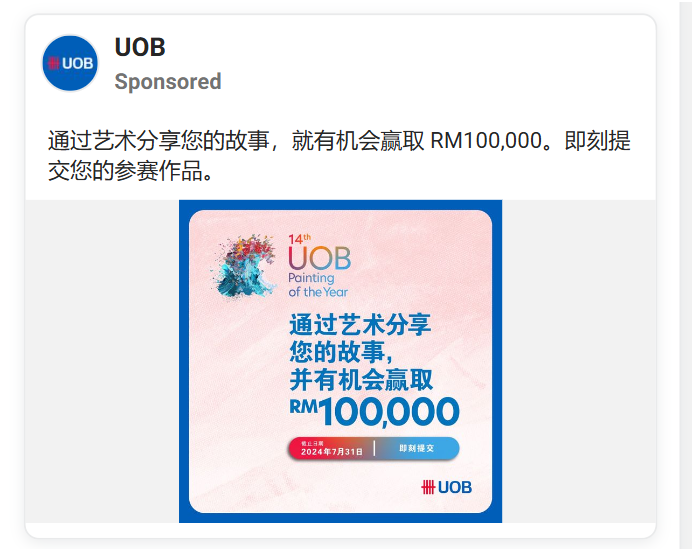 UOB
UOB
Sponsored
通过艺术分享您的故事，就有机会赢取 RM100,000。即刻提
交您的参赛作品。
14th
UOB
Painting
of the Year
通过艺术分享
您的故事，
并有机会赢取
RM100,000
截止日期
2024年7月31日
即刻提交
UOB